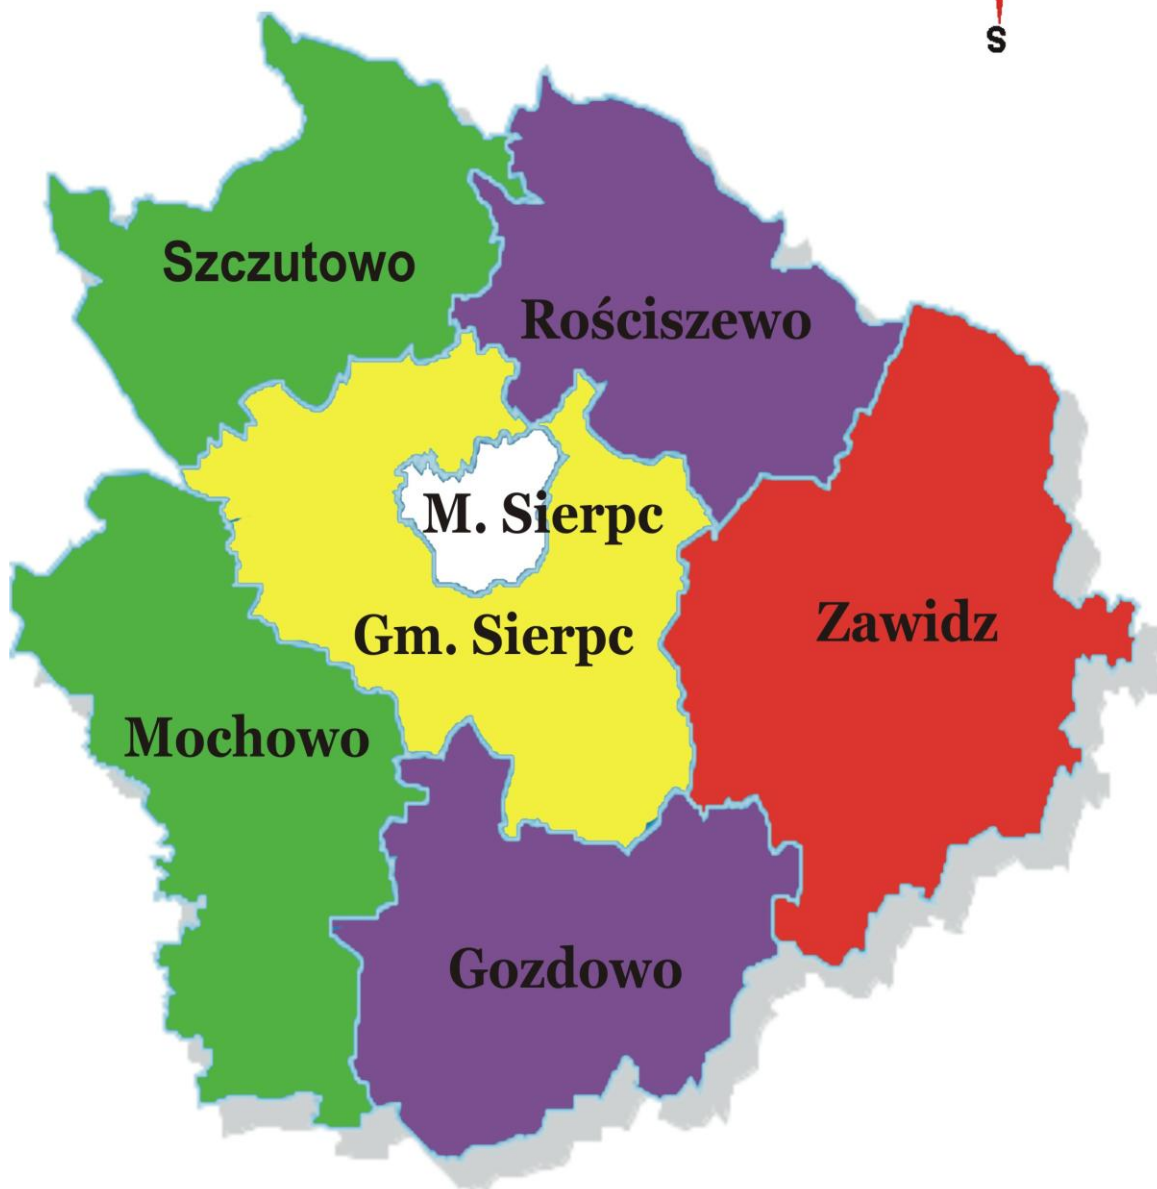 S
Szczutowo
Rościszewo
M. Sierpc
Zawidz
Gm. Sierpc
Mochowo
Gozdowo